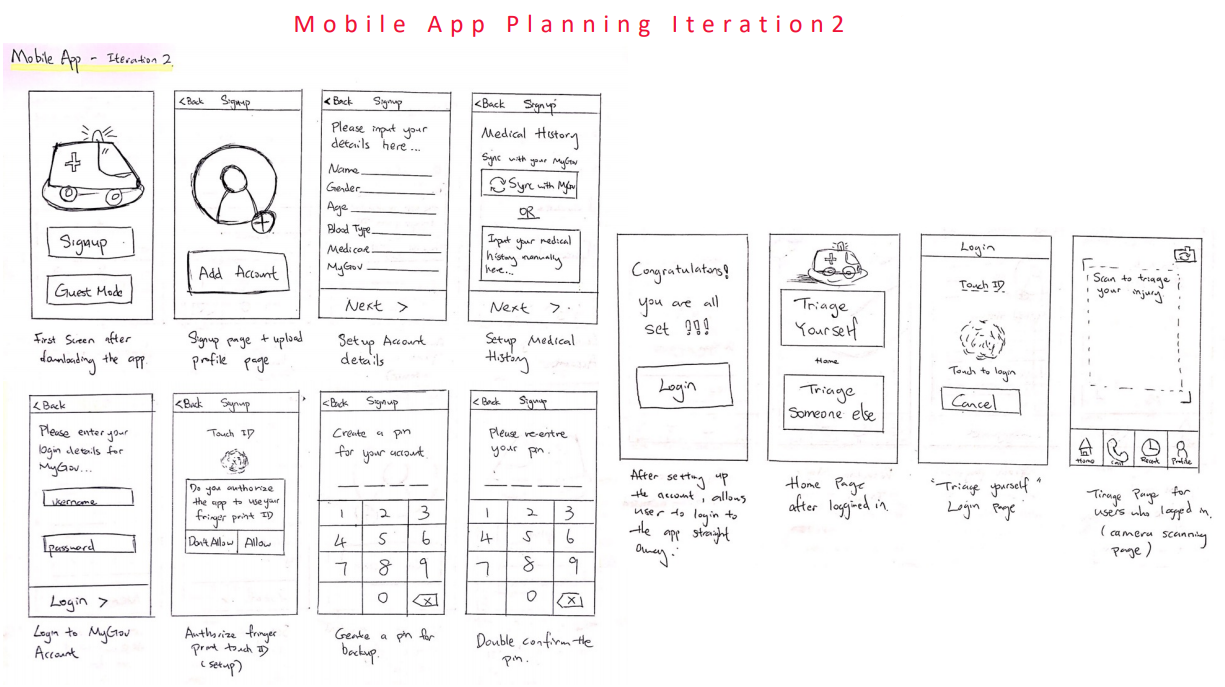 Mobile App Planning Iteration2
Mobile App - Iteration 2
Signup
Guest Mode
First Screen after
downloading the app.
<Back Signup
Add Account
Signup page + upload
profile page
<Back Signup
Please input your
details here...
Name
Gender
Age
Blood Type
Medicare
MyGov
Next >
Setup Account
details
<Back Signup
Medical History
Sync with your MyGov
Sync with MyGov
OR
Input your medical
history manually
here...
Next >
Setup Medical
History
<Back
Please enter your
login details for
MyGov...
username
password
Login >
Login to MyGov
Account
<Back Signup
Touch ID
Do you authorize
the app to use your
fringer print ID
Don't Allow Allow
Authorize fringer
print touch ID
(setup)
<Back Signup
Create a pin
for your account
1 2 3
4 5 6
7 8 9
0 X
Create a pin for
backup.
<Back Signup
Please re-entre
your pin.
1 2 3
4 5 6
7 8 9
0 X
Double confirm the
pin.
Congratulations!
you are all
set !!!
Login
After setting up
the account, allows
user to login to
the app straight
away.
Triage
Yourself
Home
Triage
Someone else
Home Page
after loggined in.
Login
Touch ID
Touch to login
Cancel
"Triage yourself"
Login page
Scan to triage
your injury.
Home Call Recent Profile
Tirage Page for
users who logged in.
(camera scanning
page)